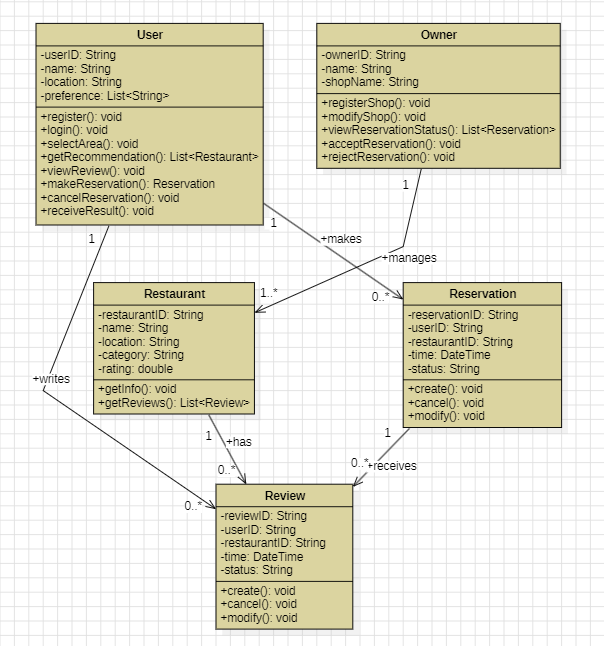 User
-userID: String
-name: String
-location: String
-preference: List<String>
+register(): void
+login(): void
+selectArea(): void
+getRecommendation(): List<Restaurant>
+viewReview(): void
+makeReservation(): Reservation
+cancelReservation(): void
+receiveResult(): void
Owner
-ownerID: String
-name: String
-shopName: String
+registerShop(): void
+modifyShop(): void
+viewReservationStatus(): List<Reservation>
+acceptReservation(): void
+rejectReservation(): void
1
1
1
+makes
+manages
1..*
0..*
Restaurant
-restaurantID: String
-name: String
-location: String
-category: String
-rating: double
+getInfo(): void
+getReviews(): List<Review>
Reservation
-reservationID: String
-userID: String
-restaurantID: String
-time: DateTime
-status: String
+create(): void
+cancel(): void
+modify(): void
+writes
1
+has
0..*
1
0..*
+receives
0..*
Review
-reviewID: String
-userID: String
-restaurantID: String
-time: DateTime
-status: String
+create(): void
+cancel(): void
+modify(): void